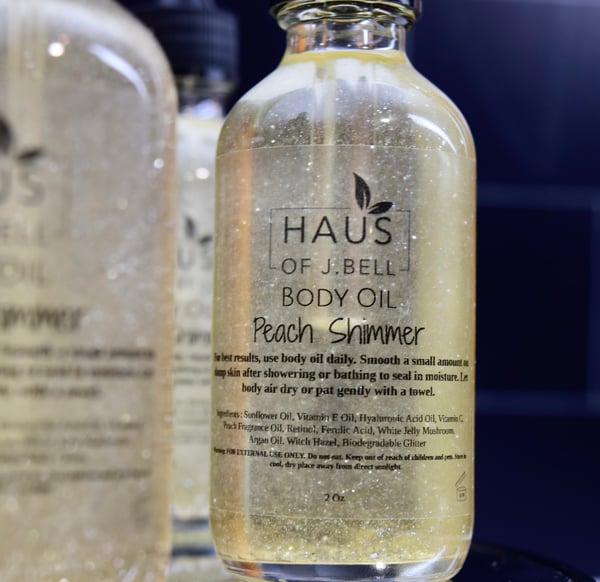 HAUS
OF J.BELL
BODY OIL
Peach Shimmer
For best results, use body oil daily. Smooth a small amount
skin after showering or bathing to seal in moisture. Let
body air dry or pat gently with a towel.
Ingredients : Sunflower Oil, Vitamin E Oil, Hyaluronic Acid Oil, Vitamin C,
Peach Fragrance Oil, Retinol, Ferulic Acid, White Jelly Mushroom,
Argan Oil, Witch Hazel, Biodegradable Glitter
Warning: FOR EXTERNAL USE ONLY. Do not eat. Keep out of reach of children and pets. Store in
cool, dry place away from direct sunlight.
2 Oz